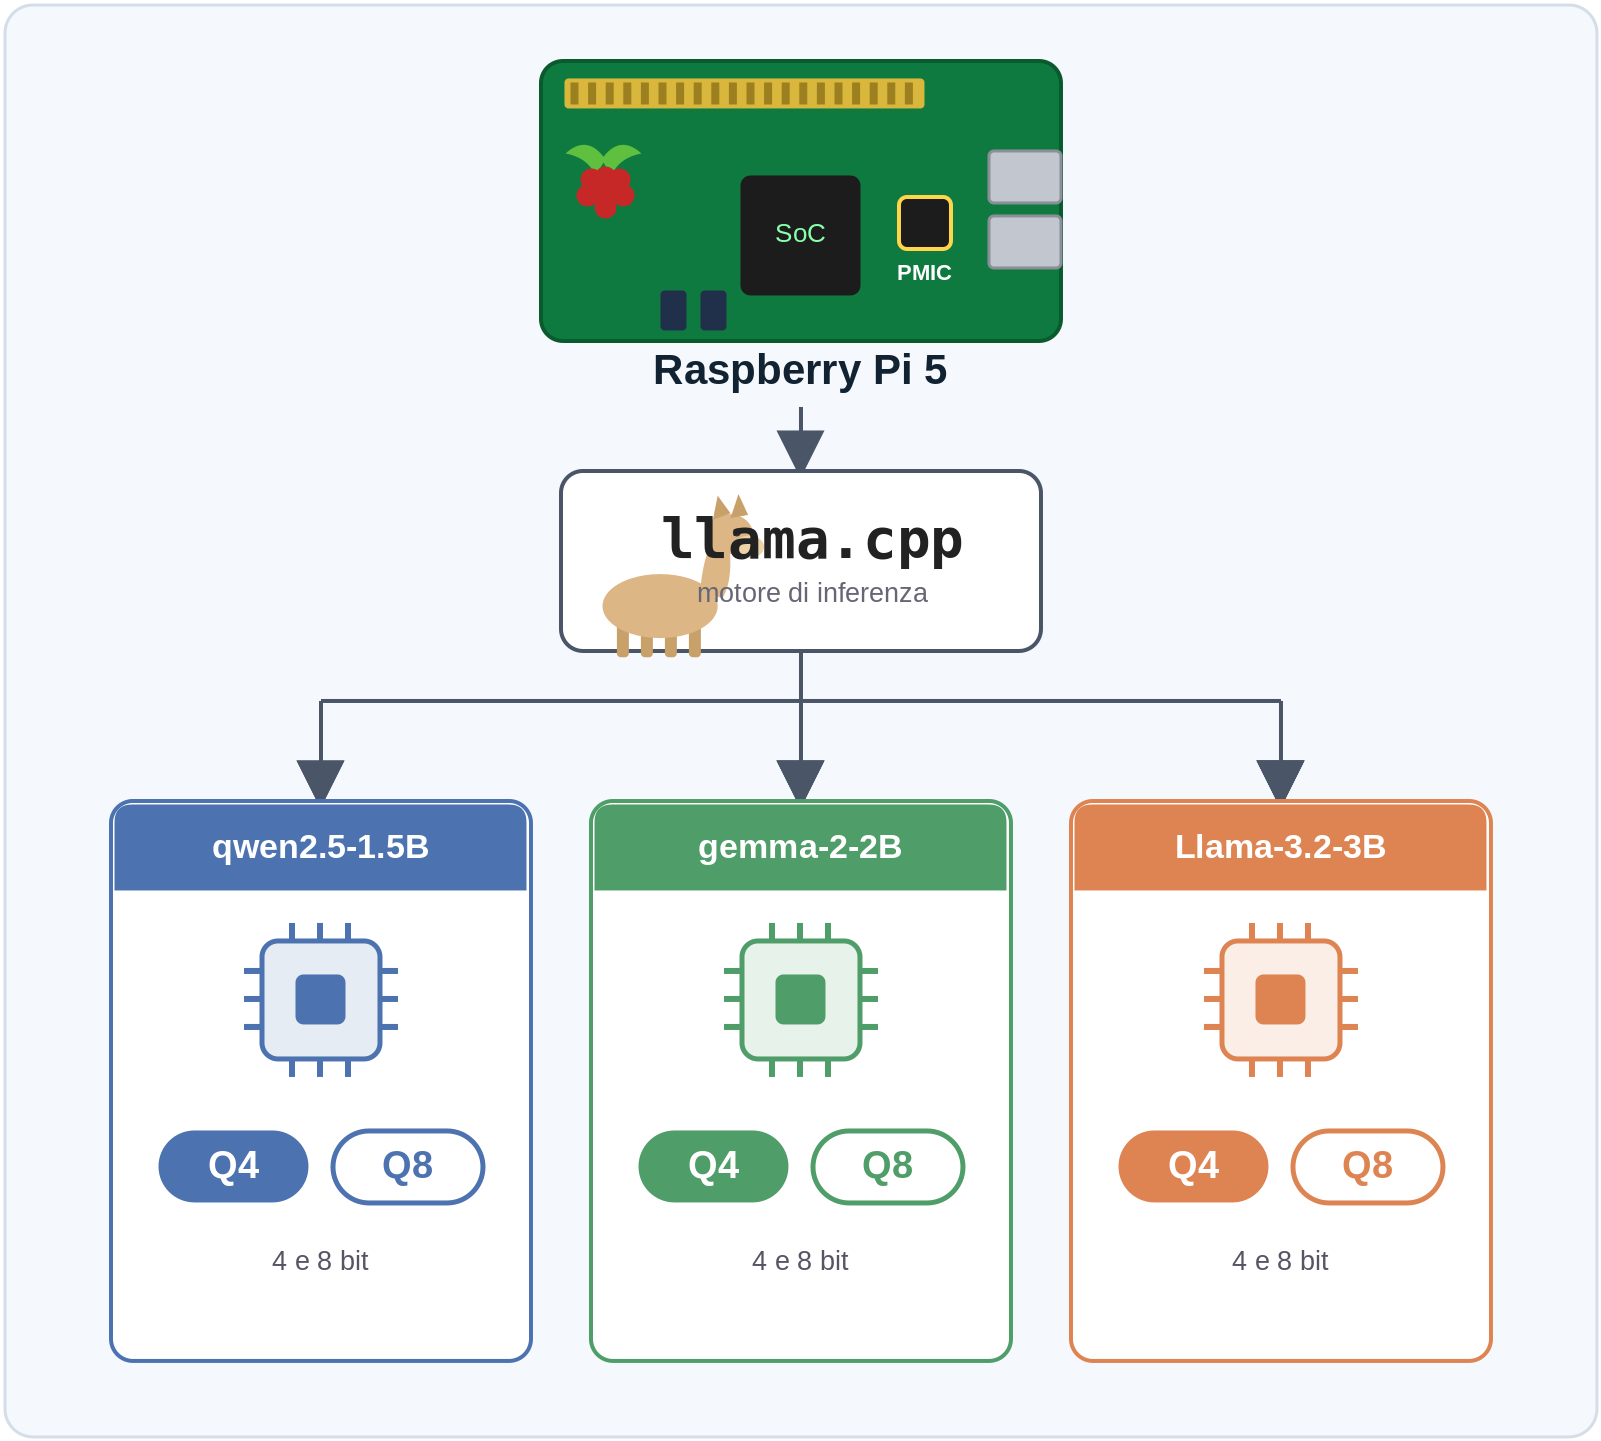 SoC
PMIC
Raspberry Pi 5
llama.cpp
motore di inferenza
qwen2.5-1.5B
gemma-2-2B
Llama-3.2-3B
Q4
Q8
Q4
Q8
Q4
Q8
4 e 8 bit
4 e 8 bit
4 e 8 bit